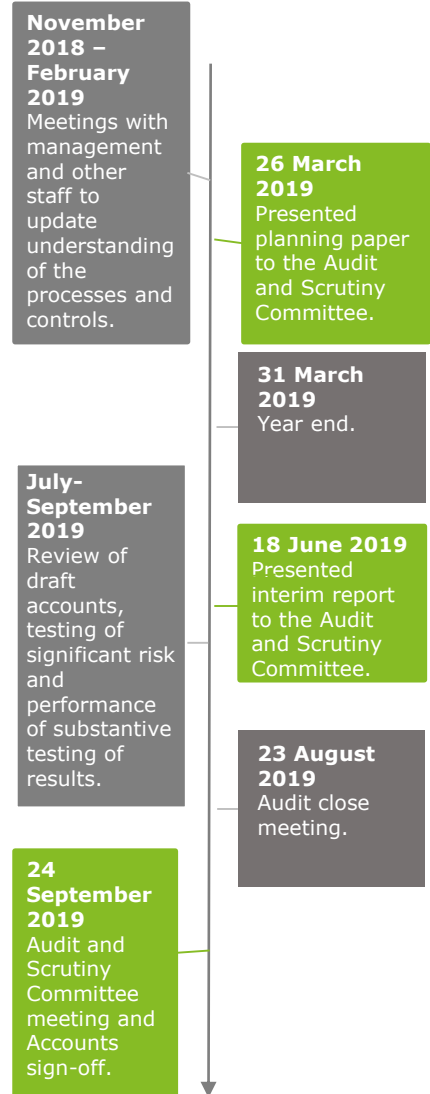 November
2018 –
February
2019
Meetings with
management
and other
staff to
update
understanding
of the
processes and
controls.
26 March
2019
Presented
planning paper
to the Audit
and Scrutiny
Committee.
31 March
2019
Year end.
July-
September
2019
Review of
draft
accounts,
testing of
significant risk
and
performance
of substantive
testing of
results.
18 June 2019
Presented
interim report
to the Audit
and Scrutiny
Committee.
23 August
2019
Audit close
meeting.
24
September
2019
Audit and
Scrutiny
Committee
meeting and
Accounts
sign-off.